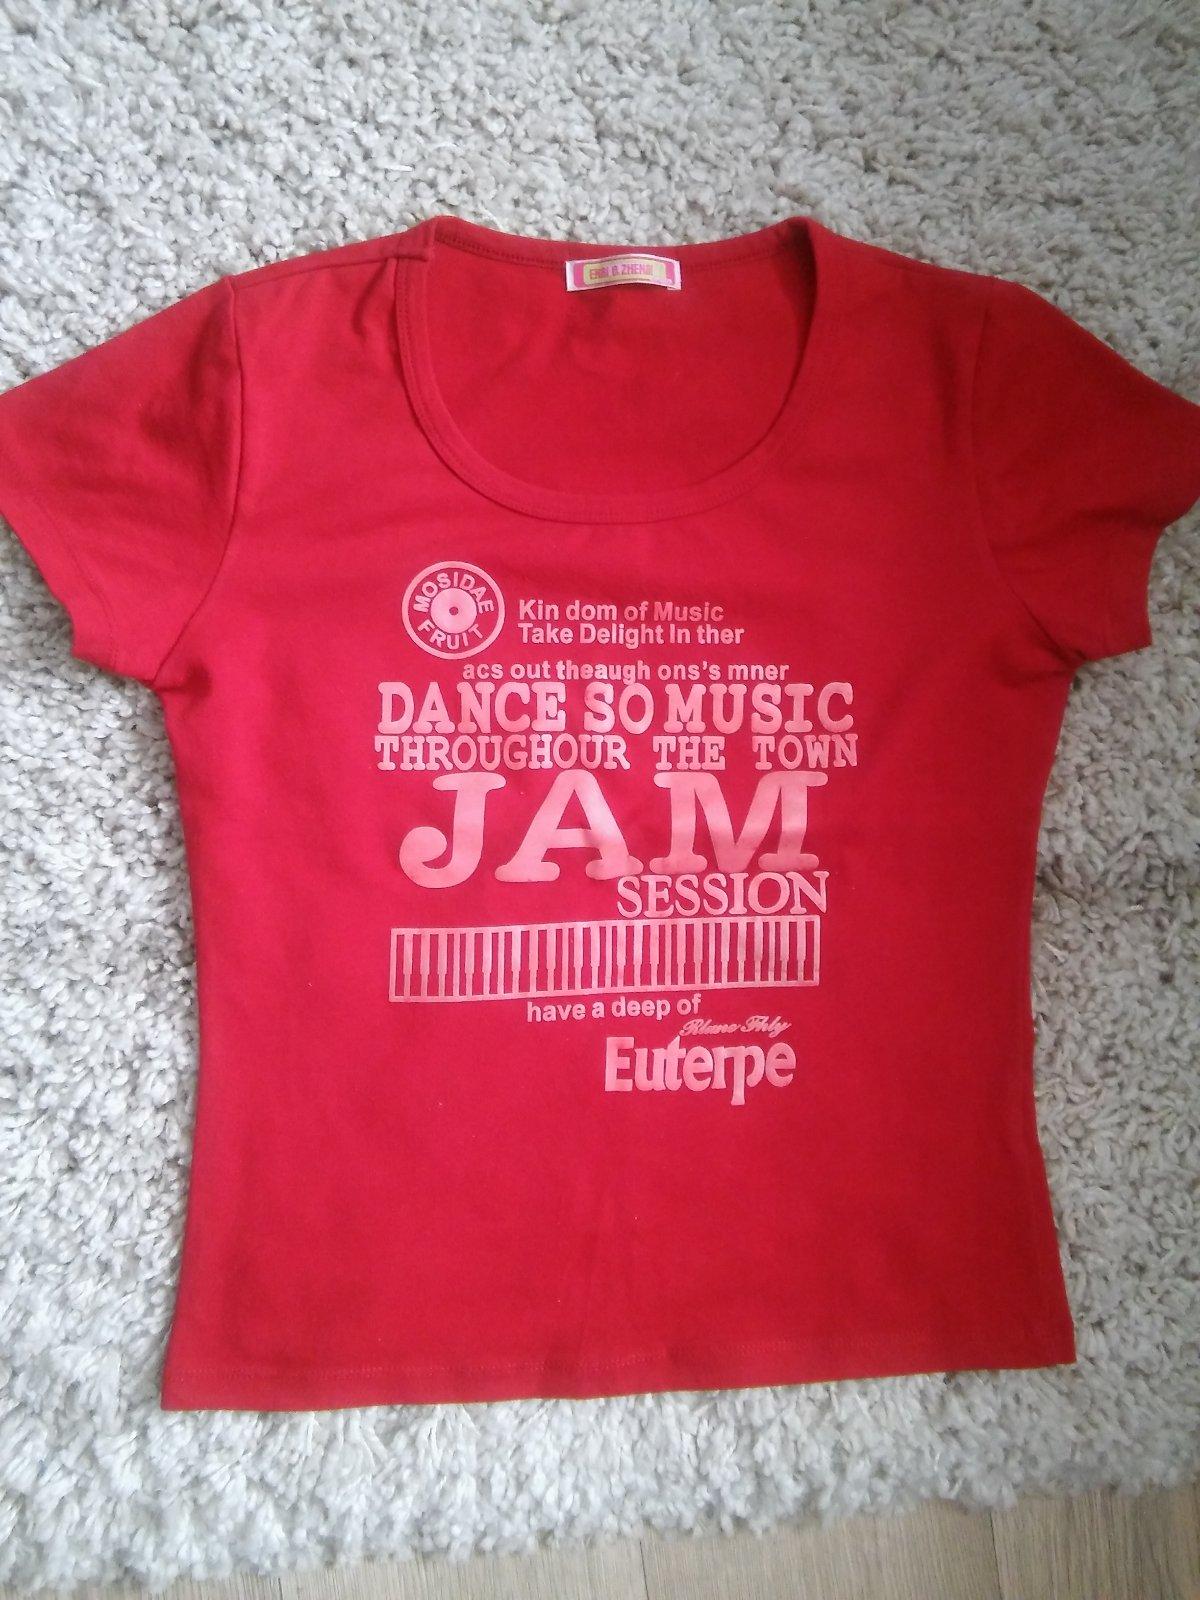 MOSIDAE
FRUIT
Kin dom of Music
Take Delight In ther
acs out theaugh ons's mner
DANCE SO MUSIC
THROUGHOUR THE TOWN
JAM
SESSION
have a deep of
Euterpe